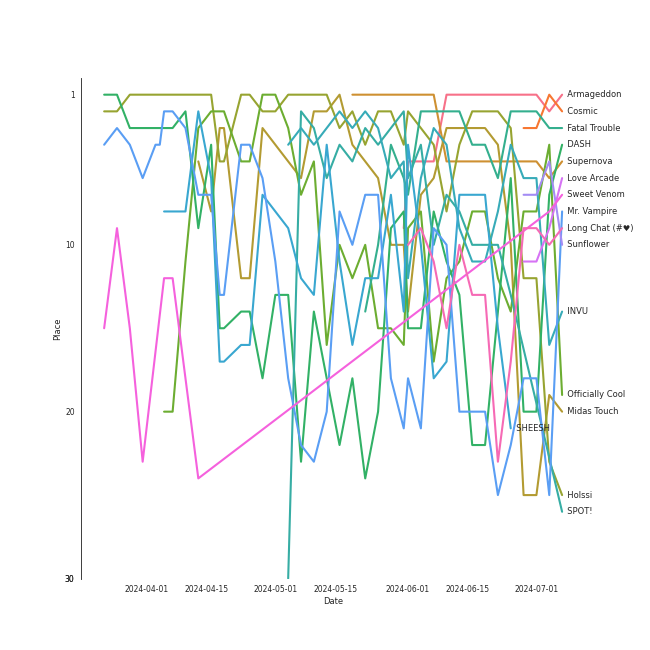 1
10
20
30
Place
2024-04-01
2024-04-15
2024-05-01
2024-05-15
2024-06-01
2024-06-15
2024-07-01
Date
Armageddon
Cosmic
Fatal Trouble
DASH
Supernova
Love Arcade
Sweet Venom
Mr. Vampire
Long Chat (#♥)
Sunflower
INVU
Officially Cool
Midas Touch
SHEESH
Holssi
SPOT!